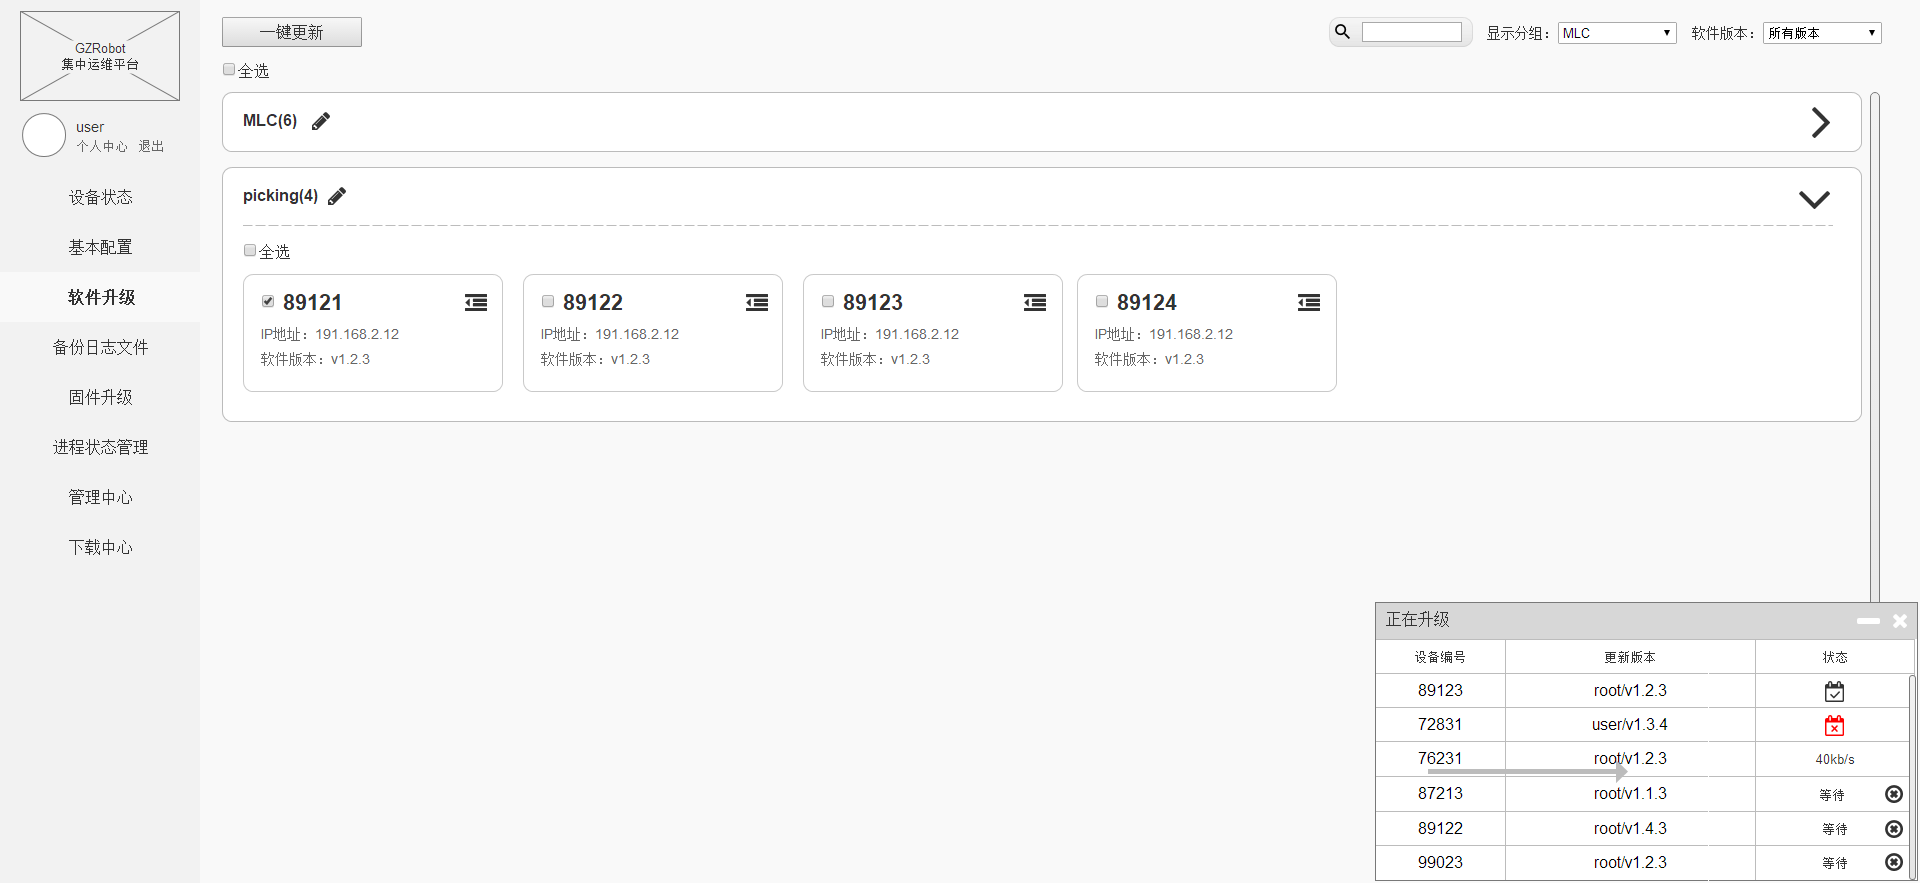 GZRobot
集中运维平台
user
个人中心 退出
设备状态
基本配置
软件升级
备份日志文件
固件升级
进程状态管理
管理中心
下载中心
一键更新
显示分组： MLC
软件版本： 所有版本
全选
MLC(6)
picking(4)
全选
89121
IP地址：191.168.2.12
软件版本：v1.2.3
89122
IP地址：191.168.2.12
软件版本：v1.2.3
89123
IP地址：191.168.2.12
软件版本：v1.2.3
89124
IP地址：191.168.2.12
软件版本：v1.2.3
正在升级
设备编号 更新版本 状态
89123 root/v1.2.3
72831 user/v1.3.4
76231 root/v1.2.3 40kb/s
87213 root/v1.1.3 等待
89122 root/v1.4.3 等待
99023 root/v1.2.3 等待